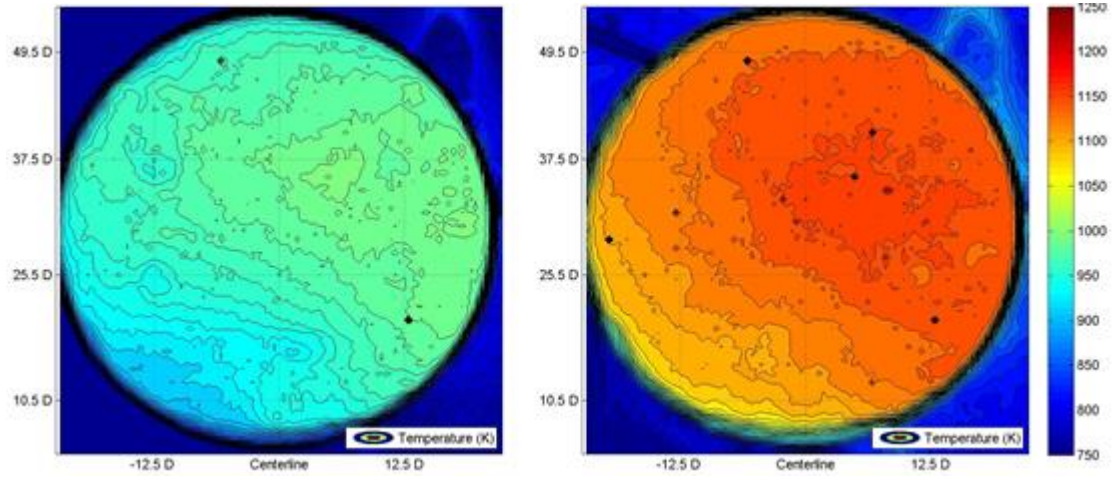 49.5 D
37.5 D
25.5 D
10.5 D
-12.5 D Centerline 12.5 D
Temperature (K)
-12.5 D Centerline 12.5 D
Temperature (K)
1250
1200
1150
1100
1050
1000
950
900
850
800
750
49.5 D
37.5 D
25.5 D
10.5 D